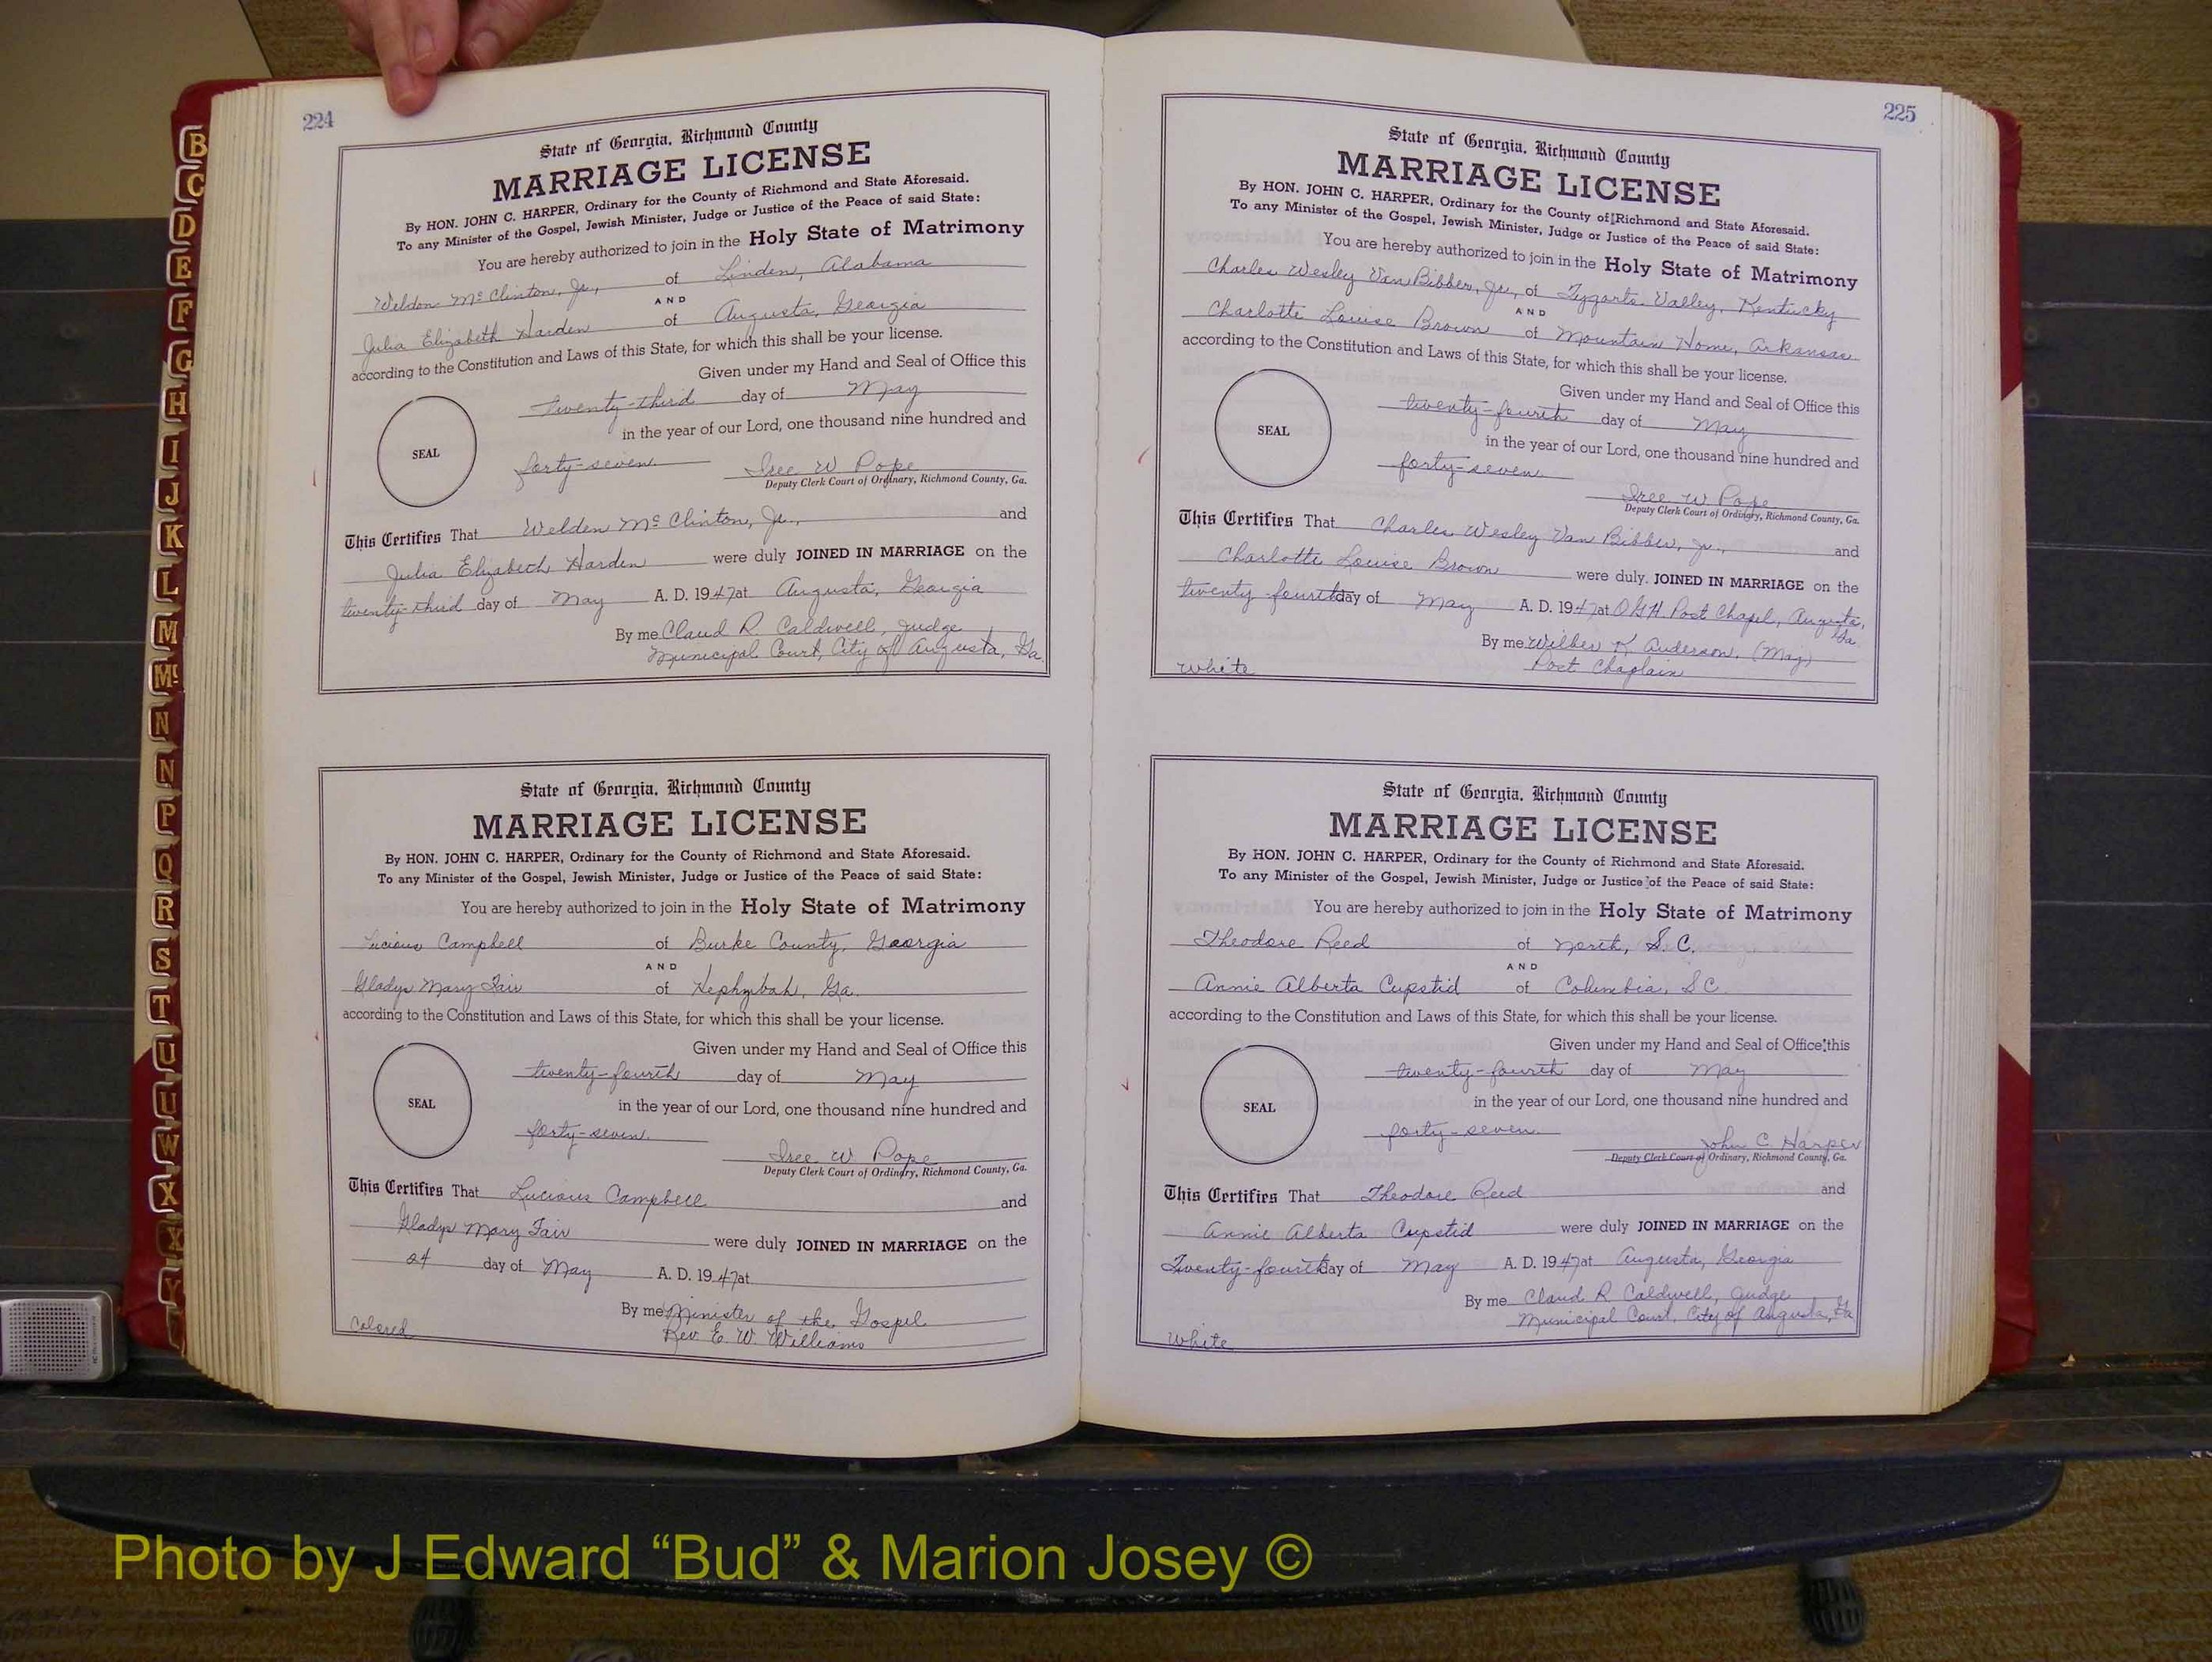 224
State of Georgia, Richmond County
MARRIAGE LICENSE
By HON. JOHN C. HARPER, Ordinary for the County of Richmond and State Aforesaid.
To any Minister of the Gospel, Jewish Minister, Judge or Justice of the Peace of said State:
You are hereby authorized to join in the Holy State of Matrimony
Weldon McClinton, Jr., of Linden, Alabama
AND
Julia Elizabeth Harden of Augusta, Georgia
according to the Constitution and Laws of this State, for which this shall be your license.
Given under my Hand and Seal of Office this
twenty-third day of May
in the year of our Lord, one thousand nine hundred and
SEAL
forty-seven. Iree W Pope
Deputy Clerk Court of Ordinary, Richmond County, Ga.
This Certifies That Welden McClinton, Jr., and
Julia Elizabeth Harden were duly JOINED IN MARRIAGE on the
twenty-third day of May A. D. 1947 at Augusta, Georgia
By me Claud R. Caldwell, Judge
Municipal Court, City of Augusta, Ga.
State of Georgia, Richmond County
MARRIAGE LICENSE
By HON. JOHN C. HARPER, Ordinary for the County of Richmond and State Aforesaid.
To any Minister of the Gospel, Jewish Minister, Judge or Justice of the Peace of said State:
You are hereby authorized to join in the Holy State of Matrimony
Lucious Campbell of Burke County, Georgia
AND
Gladys Mary Fair of Hephzibah, Ga.
according to the Constitution and Laws of this State, for which this shall be your license.
Given under my Hand and Seal of Office this
twenty-fourth day of May
SEAL
in the year of our Lord, one thousand nine hundred and
forty-seven.
Iree W. Pope
Deputy Clerk Court of Ordinary, Richmond County, Ga.
This Certifies That Lucious Campbell and
Gladys Mary Fair were duly JOINED IN MARRIAGE on the
24 day of May A. D. 1947 at
By me Minister of the Gospel
Colored Rev. E. W. Williams
225
State of Georgia, Richmond County
MARRIAGE LICENSE
By HON. JOHN C. HARPER, Ordinary for the County of Richmond and State Aforesaid.
To any Minister of the Gospel, Jewish Minister, Judge or Justice of the Peace of said State:
You are hereby authorized to join in the Holy State of Matrimony
Charles Wesley Van Bibber, Jr., of Tygarts Valley, Kentucky
AND
Charlotte Louise Brown of Mountain Home, Arkansas
according to the Constitution and Laws of this State, for which this shall be your license.
Given under my Hand and Seal of Office this
twenty-fourth day of May
SEAL
in the year of our Lord, one thousand nine hundred and
forty-seven
Iree W Pope
Deputy Clerk Court of Ordinary, Richmond County, Ga.
This Certifies That Charles Wesley Van Bibber, Jr., and
Charlotte Louise Brown were duly JOINED IN MARRIAGE on the
twenty fourth day of May A. D. 1947 at OGH Post Chapel, Augusta,
Ga
By me Wilber K Anderson, (Maj)
White Post Chaplain
State of Georgia, Richmond County
MARRIAGE LICENSE
By HON. JOHN C. HARPER, Ordinary for the County of Richmond and State Aforesaid.
To any Minister of the Gospel, Jewish Minister, Judge or Justice of the Peace of said State:
You are hereby authorized to join in the Holy State of Matrimony
Theodore Reed of North, S.C.
AND
Annie Alberta Cupstid of Columbia, S C
according to the Constitution and Laws of this State, for which this shall be your license.
Given under my Hand and Seal of Office this
twenty-fourth day of May
SEAL
in the year of our Lord, one thousand nine hundred and
forty-seven.
John C. Harper
Deputy Clerk Court of Ordinary, Richmond County, Ga.
This Certifies That Theodore Reed and
Annie Alberta Cupstid were duly JOINED IN MARRIAGE on the
Twenty-fourth day of May A. D. 1947 at Augusta, Georgia
By me Claud R Caldwell, Judge
Municipal Court, City of Augusta, Ga
White
B
C
D
E
F
G
H
I
J
K
L
M
Mc
N
N
P
Q
R
S
T
U
U
W
X
Y
Y
Photo by J Edward “Bud” & Marion Josey ©